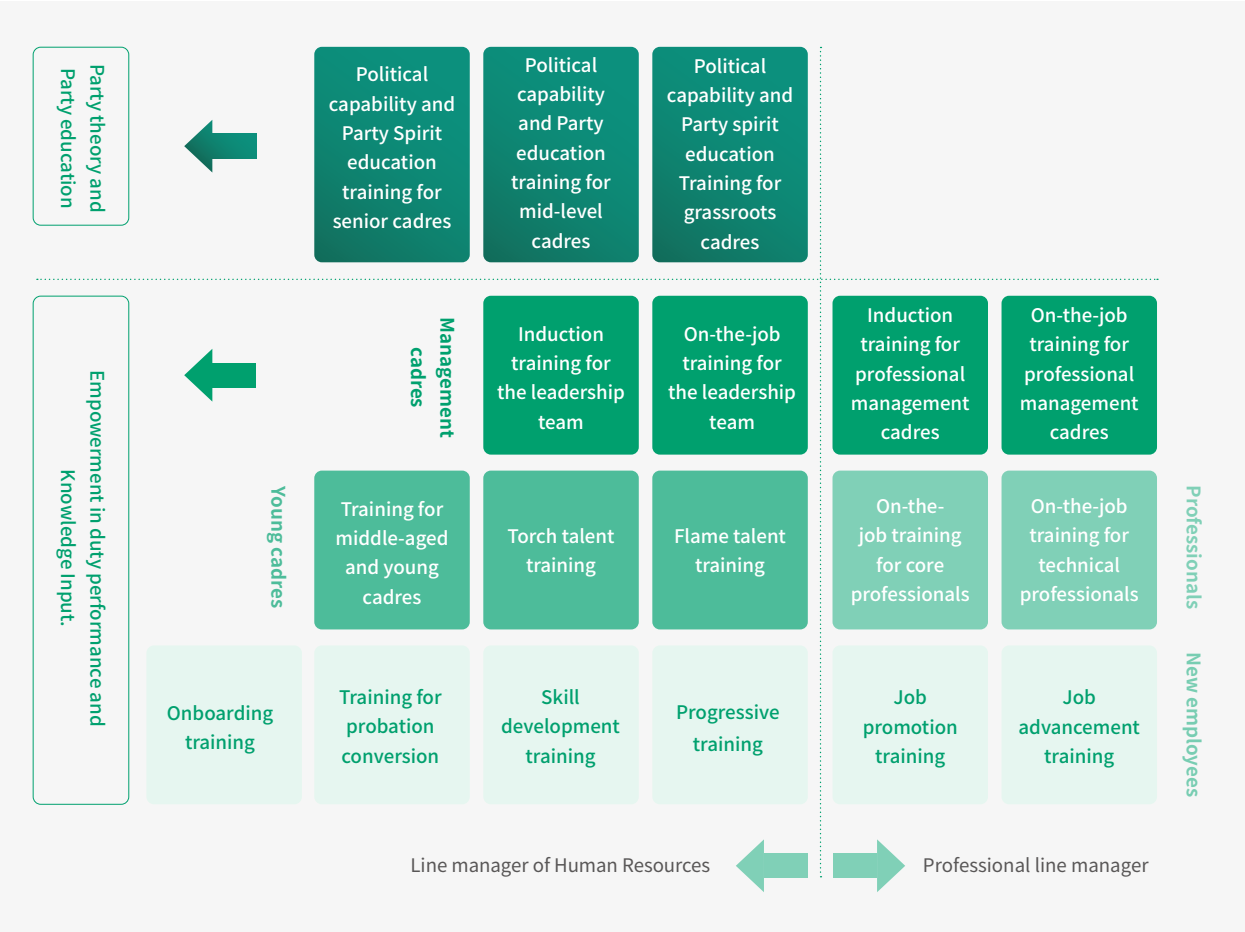 Party theory and
Party education
Political
capability and
Party Spirit
education
training for
senior cadres
Political
capability
and Party
education
training for
mid-level
cadres
Political
capability and
Party spirit
education
Training for
grassroots
cadres
Empowerment in duty performance and
Knowledge Input.
Management
cadres
Induction
training for
the leadership
team
On-the-job
training for
the leadership
team
Induction
training for
professional
management
cadres
On-the-job
training for
professional
management
cadres
Young cadres
Training for
middle-aged
and young
cadres
Torch talent
training
Flame talent
training
On-the-
job training
for core
professionals
On-the-job
training for
technical
professionals
Professionals
Onboarding
training
Training for
probation
conversion
Skill
development
training
Progressive
training
Job
promotion
training
Job
advancement
training
New employees
Line manager of Human Resources
Professional line manager